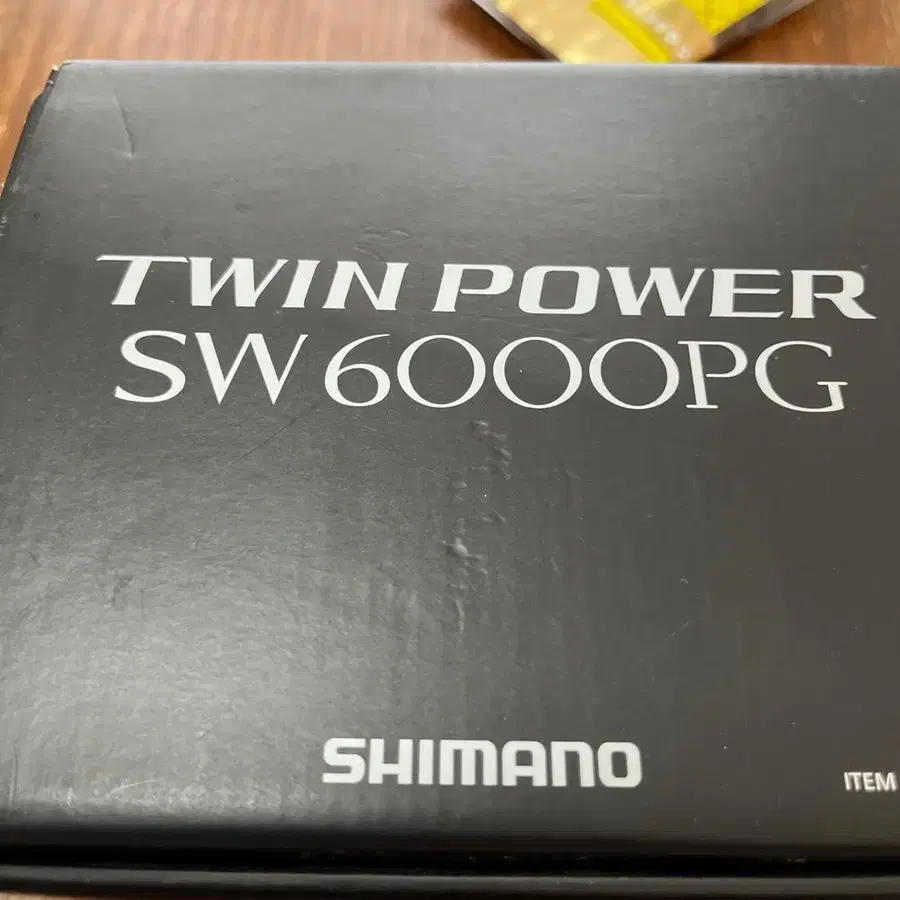 TWIN POWER
SW 6000PG
SHIMANO
ITEM